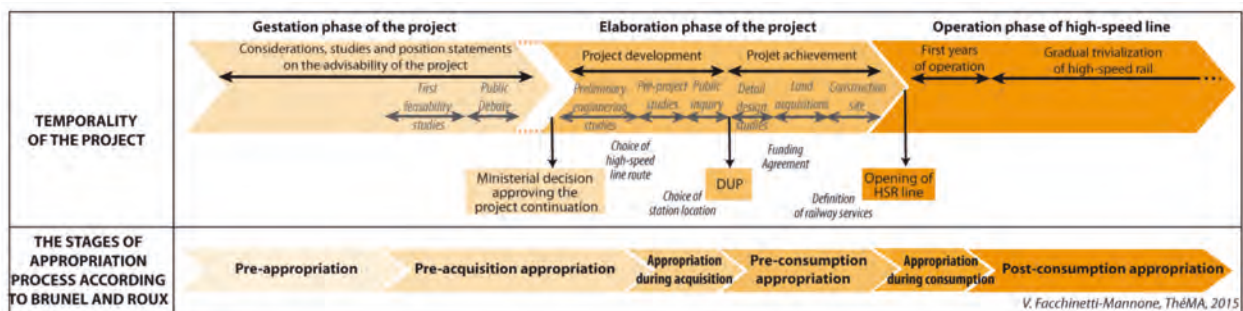 Gestation phase of the project
Elaboration phase of the project
Operation phase of high-speed line
TEMPORALITY
OF THE PROJECT
Considerations, studies and position statements
on the advisability of the project
First
feasability
studies
Public
Debate
Project development
Projet achievement
Preliminary
engineering
studies
Pre-project
studies
Public
inquiry
Detail
design
studies
Land
acquisitions
Construction
site
First years
of operation
Gradual trivialization
of high-speed rail
Ministerial decision
approving the
project continuation
Choice of
high-speed
line route
Choice of
station location
DUP
Funding
Agreement
Definition
of railway services
Opening of
HSR line
THE STAGES OF
APPROPRIATION
PROCESS ACCORDING
TO BRUNEL AND ROUX
Pre-appropriation
Pre-acquisition appropriation
Appropriation
during acquisition
Pre-consumption
appropriation
Appropriation
during consumption
Post-consumption appropriation
V. Facchinetti-Mannone, ThéMA, 2015